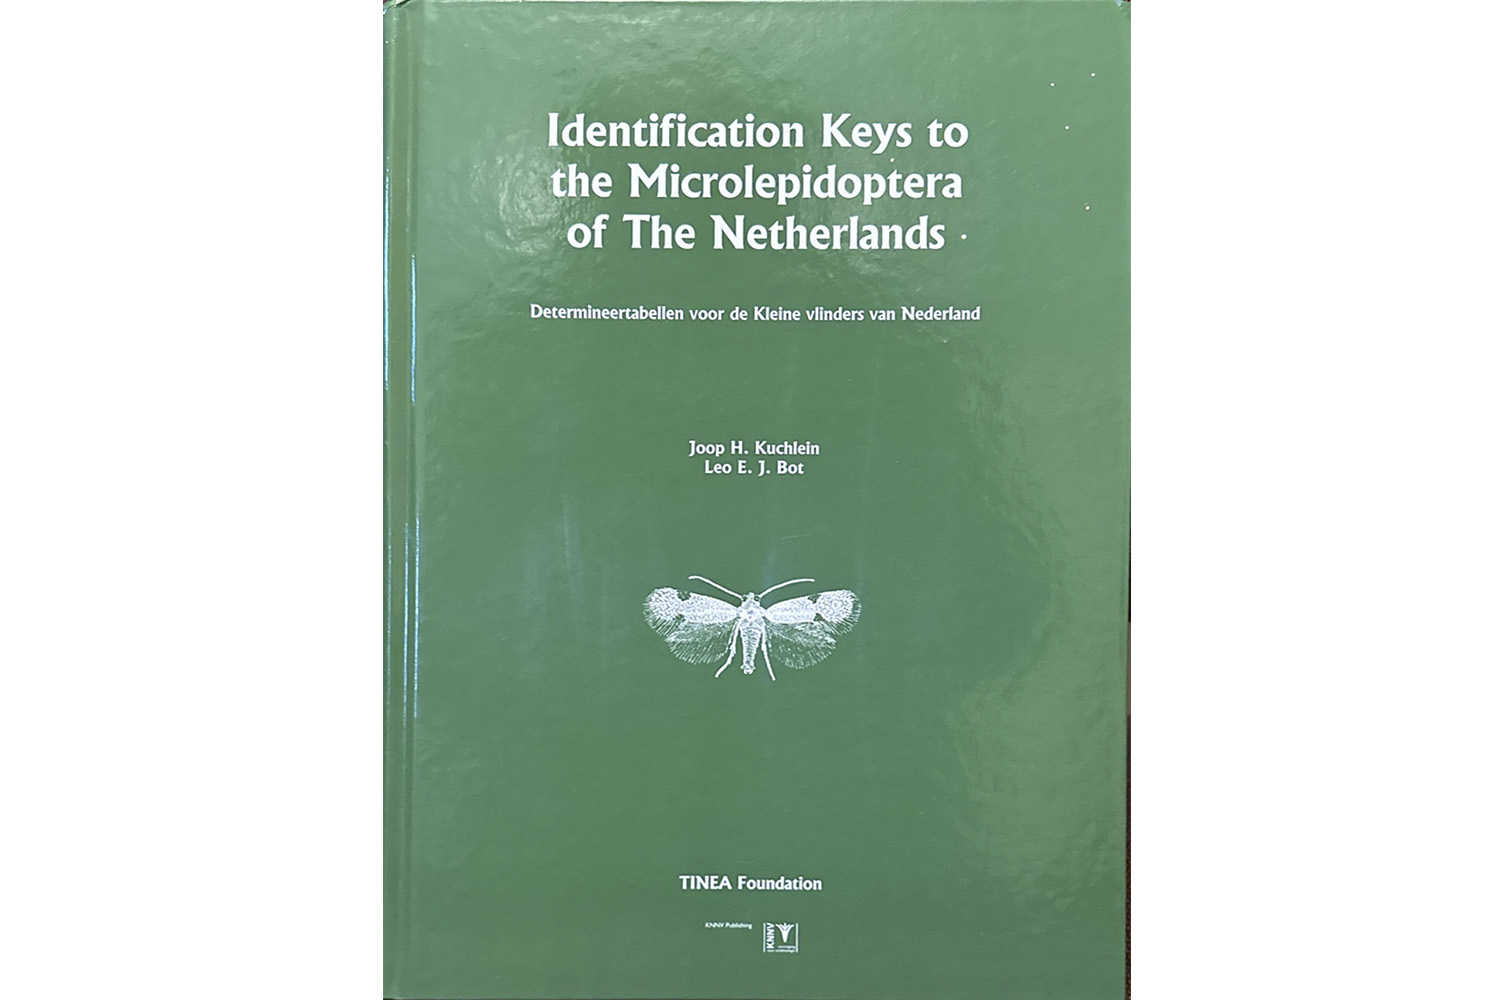 Identification Keys to
the Microlepidoptera
of The Netherlands
Determineertabellen voor de Kleine vlinders van Nederland
Joop H. Kuchlein
Leo E. J. Bot
TINEA Foundation
KNNV Publishing
KNNV